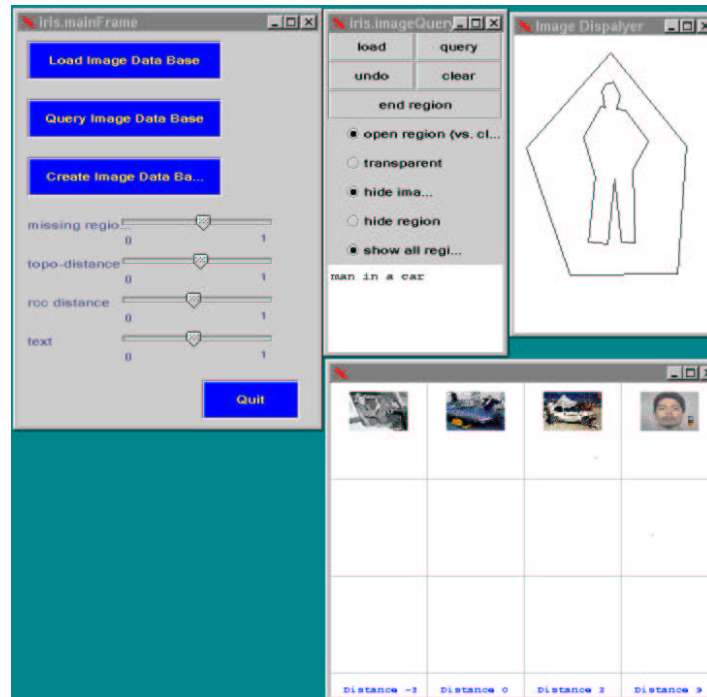 iris.mainFrame
Load Image Data Base
Query Image Data Base
Create Image Data Ba...
missing regio...
0 1
topo-distance
0 1
rcc distance
0 1
text
0 1
Quit
iris.imageQuery
load query
undo clear
end region
open region (vs. cl...
transparent
hide ima...
hide region
show all regi...
man in a car
Image Dispalyer
Distance -2 Distance 0 Distance 2 Distance 3